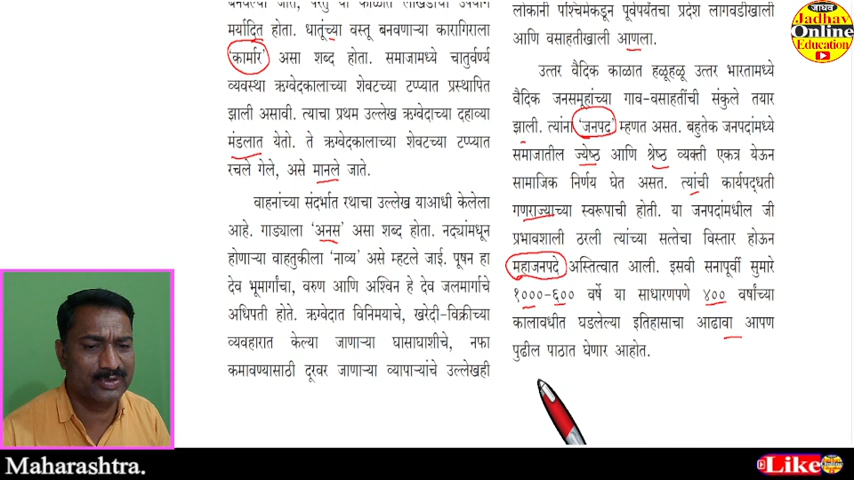 बनवल्या जात, परंतु या काळात लोखंडाचा उपयोग
मर्यादित होता. धातूंच्या वस्तू बनवणाऱ्या कारागिराला
‘कार्मार’ असा शब्द होता. समाजामध्ये चातुर्वर्ण्य
व्यवस्था ऋग्वेदकालाच्या शेवटच्या टप्प्यात प्रस्थापित
झाली असावी. त्याचा प्रथम उल्लेख ऋग्वेदाच्या दहाव्या
मंडलात येतो. ते ऋग्वेदकालाच्या शेवटच्या टप्प्यात
रचले गेले, असे मानले जाते.
वाहनांच्या संदर्भात रथाचा उल्लेख याआधी केलेला
आहे. गाड्याला ‘अनस’ असा शब्द होता. नद्यांमधून
होणाऱ्या वाहतुकीला ‘नाव्य’ असे म्हटले जाई. पूषन हा
देव भूमार्गांचा, वरुण आणि अश्विन हे देव जलमार्गाचे
अधिपती होते. ऋग्वेदात विनिमयाचे, खरेदी-विक्रीच्या
व्यवहारात केल्या जाणाऱ्या घासाघाशीचे, नफा
कमावण्यासाठी दूरवर जाणाऱ्या व्यापाऱ्यांचे उल्लेखही
लोकांनी पश्चिमेकडून पूर्वेपर्यंतचा प्रदेश लागवडीखाली
आणि वसाहतीखाली आणला.
उत्तर वैदिक काळात हळूहळू उत्तर भारतामध्ये
वैदिक जनसमूहांच्या गाव-वसाहतींची संकुले तयार
झाली. त्यांना ‘जनपद’ म्हणत असत. बहुतेक जनपदांमध्ये
समाजातील ज्येष्ठ आणि श्रेष्ठ व्यक्ती एकत्र येऊन
सामाजिक निर्णय घेत असत. त्यांची कार्यपद्धती
गणराज्याच्या स्वरूपाची होती. या जनपदांमधील जी
प्रभावशाली ठरली त्यांच्या सत्तेचा विस्तार होऊन
महाजनपदे अस्तित्वात आली. इसवी सनापूर्वी सुमारे
१०००-६०० वर्षे या साधारणपणे ४०० वर्षांच्या
कालावधीत घडलेल्या इतिहासाचा आढावा आपण
पुढील पाठात घेणार आहोत.
जाधव
Jadhav
Online
Education
Maharashtra.
Like